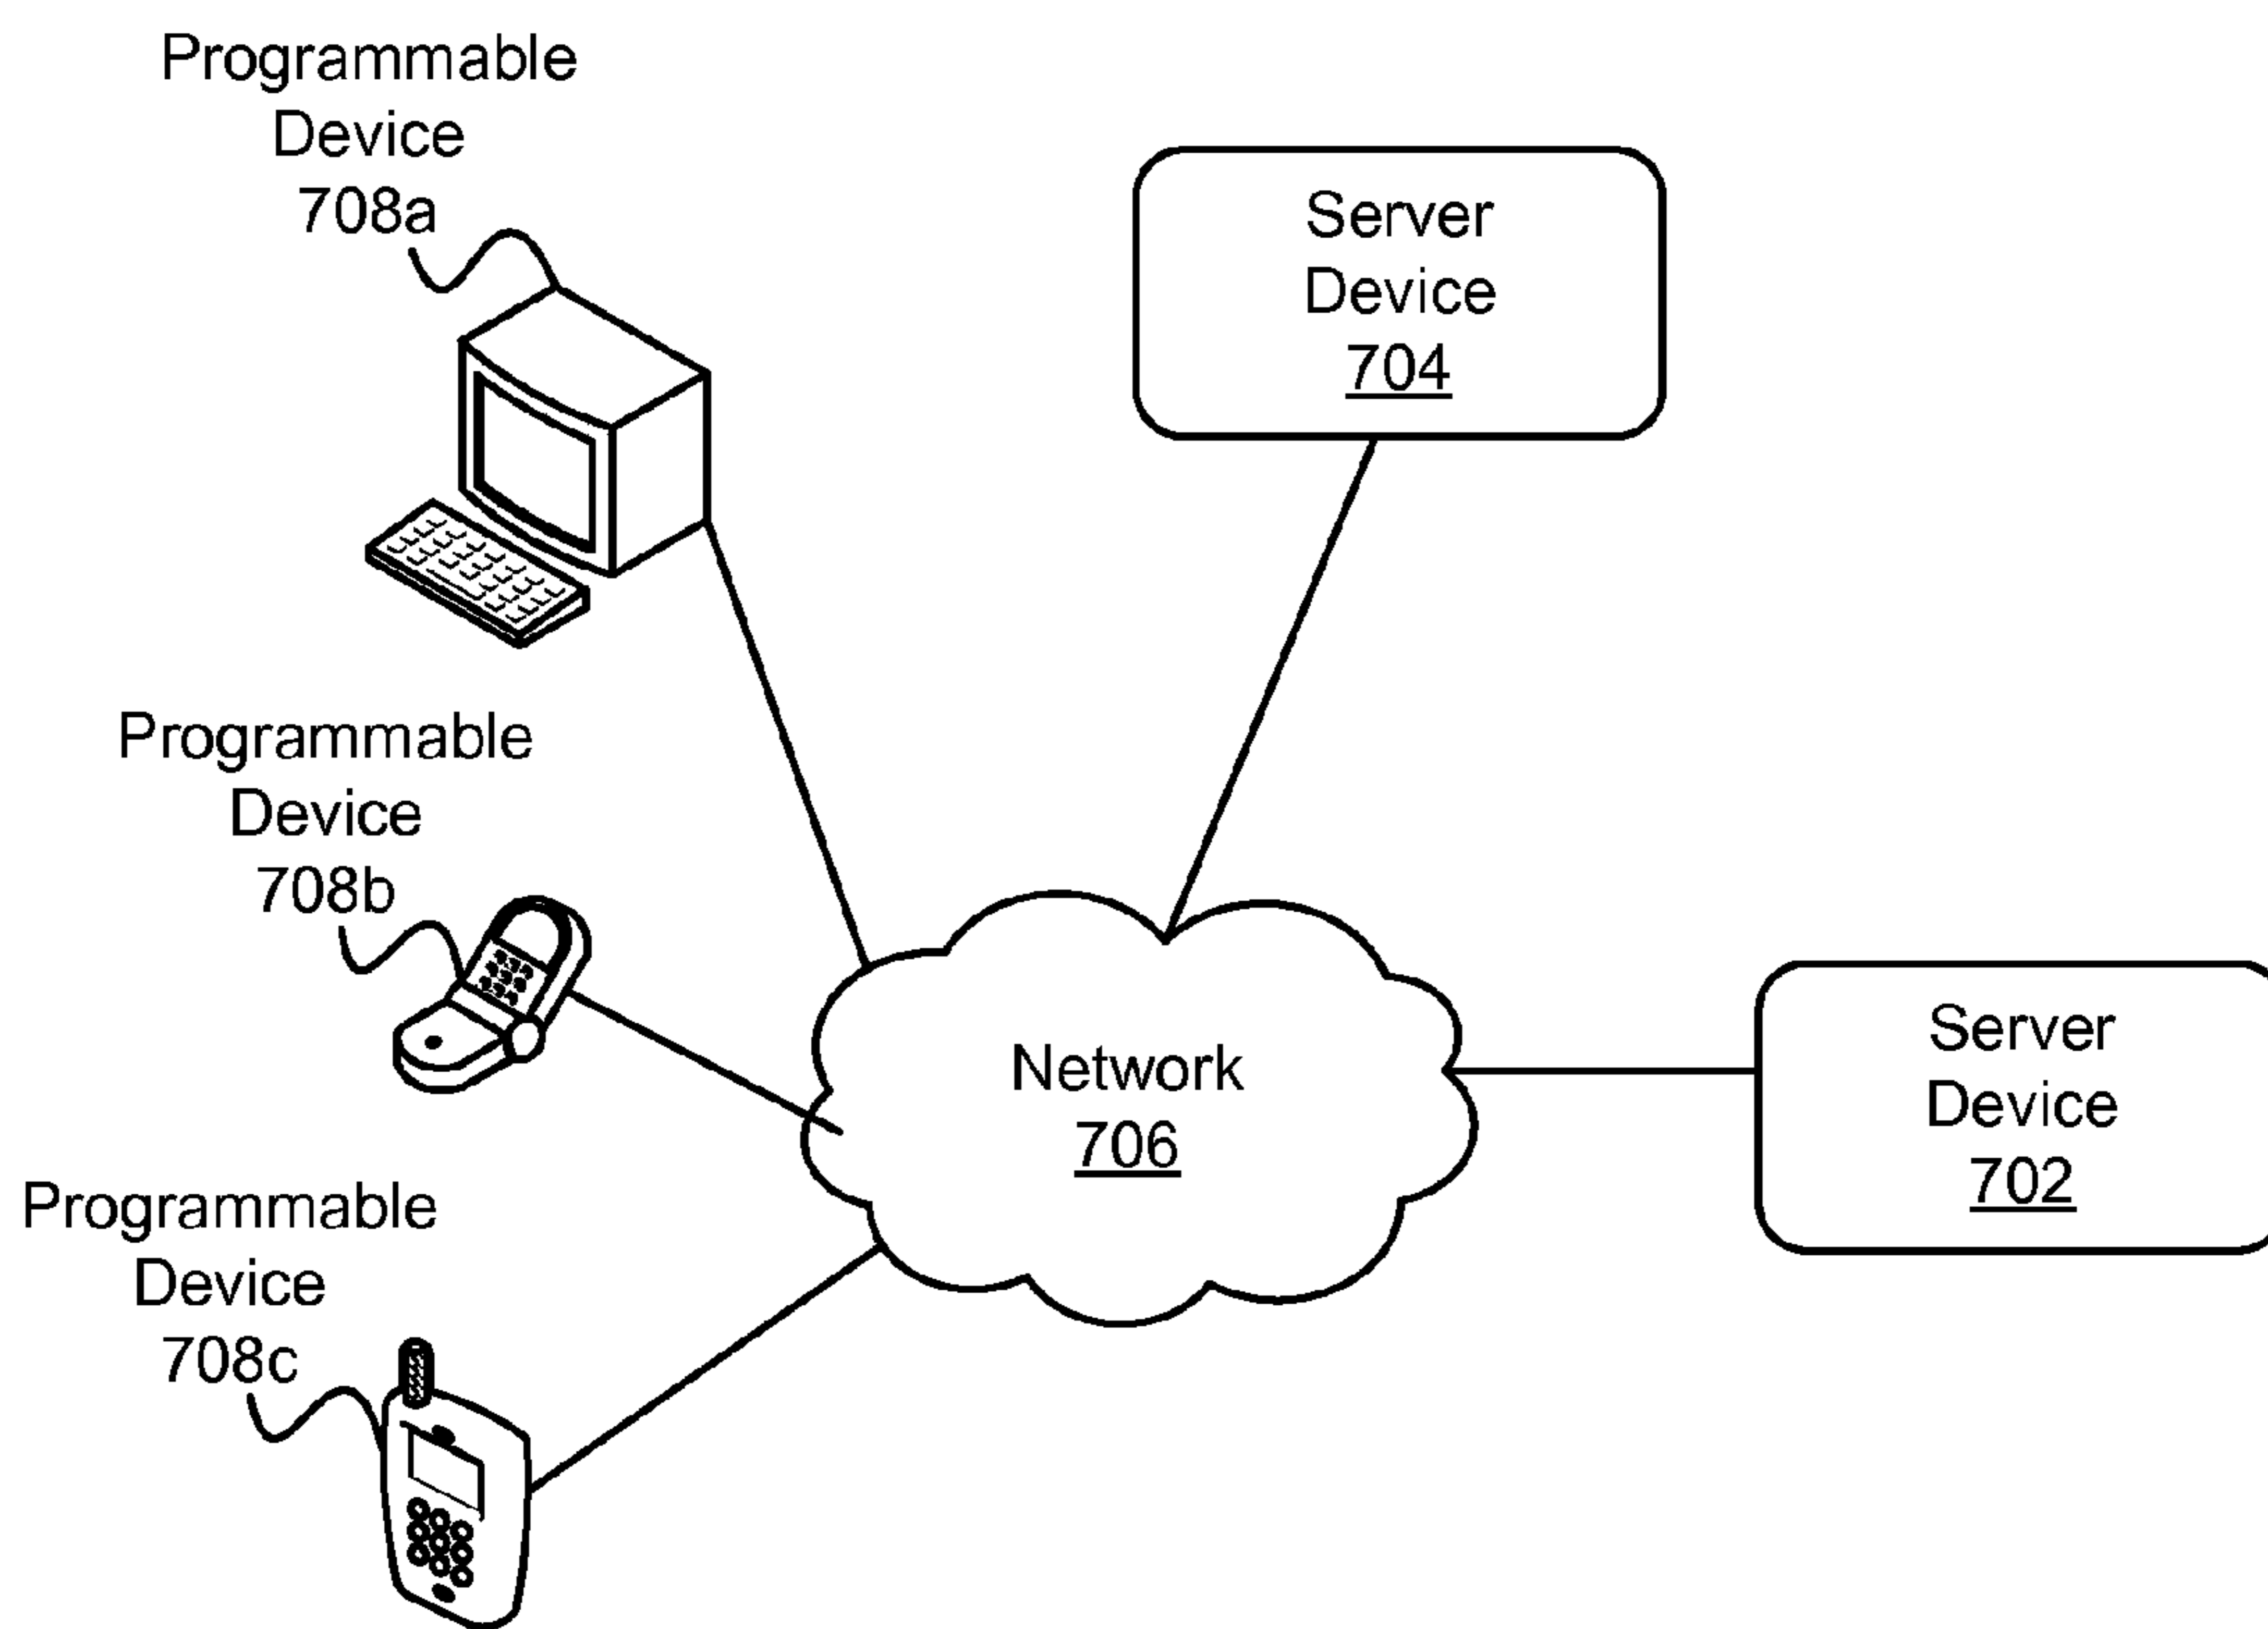 Programmable
Device
708a
Server
Device
704
Programmable
Device
708b
Network
706
Server
Device
702
Programmable
Device
708c